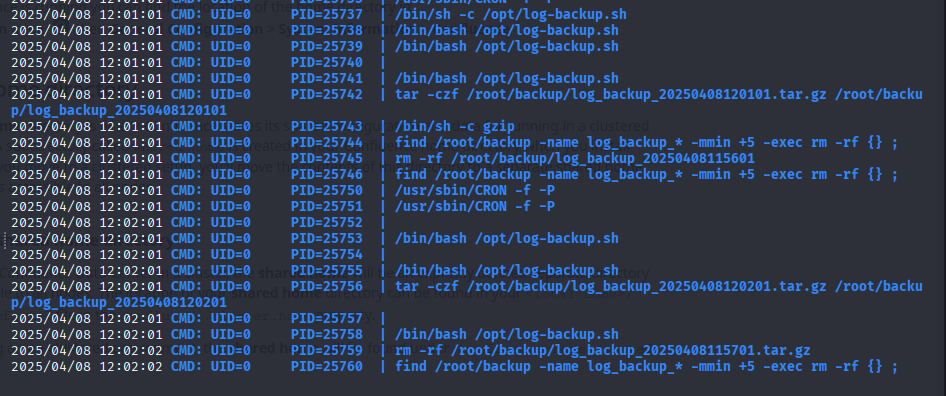 2025/04/08 12:01:01 CMD: UID=0 PID=25737 | /bin/sh -c /opt/log-backup.sh
2025/04/08 12:01:01 CMD: UID=0 PID=25738 | /bin/bash /opt/log-backup.sh
2025/04/08 12:01:01 CMD: UID=0 PID=25739 | /bin/bash /opt/log-backup.sh
2025/04/08 12:01:01 CMD: UID=0 PID=25740 |
2025/04/08 12:01:01 CMD: UID=0 PID=25741 | /bin/bash /opt/log-backup.sh
2025/04/08 12:01:01 CMD: UID=0 PID=25742 | tar -czf /root/backup/log_backup_20250408120101.tar.gz /root/backu
p/log_backup_20250408120101
2025/04/08 12:01:01 CMD: UID=0 PID=25743 | /bin/sh -c gzip
2025/04/08 12:01:01 CMD: UID=0 PID=25744 | find /root/backup -name log_backup_* -mmin +5 -exec rm -rf {} ;
2025/04/08 12:01:01 CMD: UID=0 PID=25745 | rm -rf /root/backup/log_backup_20250408115601
2025/04/08 12:01:01 CMD: UID=0 PID=25746 | find /root/backup -name log_backup_* -mmin +5 -exec rm -rf {} ;
2025/04/08 12:02:01 CMD: UID=0 PID=25750 | /usr/sbin/CRON -f -P
2025/04/08 12:02:01 CMD: UID=0 PID=25751 | /usr/sbin/CRON -f -P
2025/04/08 12:02:01 CMD: UID=0 PID=25752 |
2025/04/08 12:02:01 CMD: UID=0 PID=25753 | /bin/bash /opt/log-backup.sh
2025/04/08 12:02:01 CMD: UID=0 PID=25754 |
2025/04/08 12:02:01 CMD: UID=0 PID=25755 | /bin/bash /opt/log-backup.sh
2025/04/08 12:02:01 CMD: UID=0 PID=25756 | tar -czf /root/backup/log_backup_20250408120201.tar.gz /root/backu
p/log_backup_20250408120201
2025/04/08 12:02:01 CMD: UID=0 PID=25757 |
2025/04/08 12:02:01 CMD: UID=0 PID=25758 | /bin/bash /opt/log-backup.sh
2025/04/08 12:02:02 CMD: UID=0 PID=25759 | rm -rf /root/backup/log_backup_20250408115701.tar.gz
2025/04/08 12:02:02 CMD: UID=0 PID=25760 | find /root/backup -name log_backup_* -mmin +5 -exec rm -rf {} ;